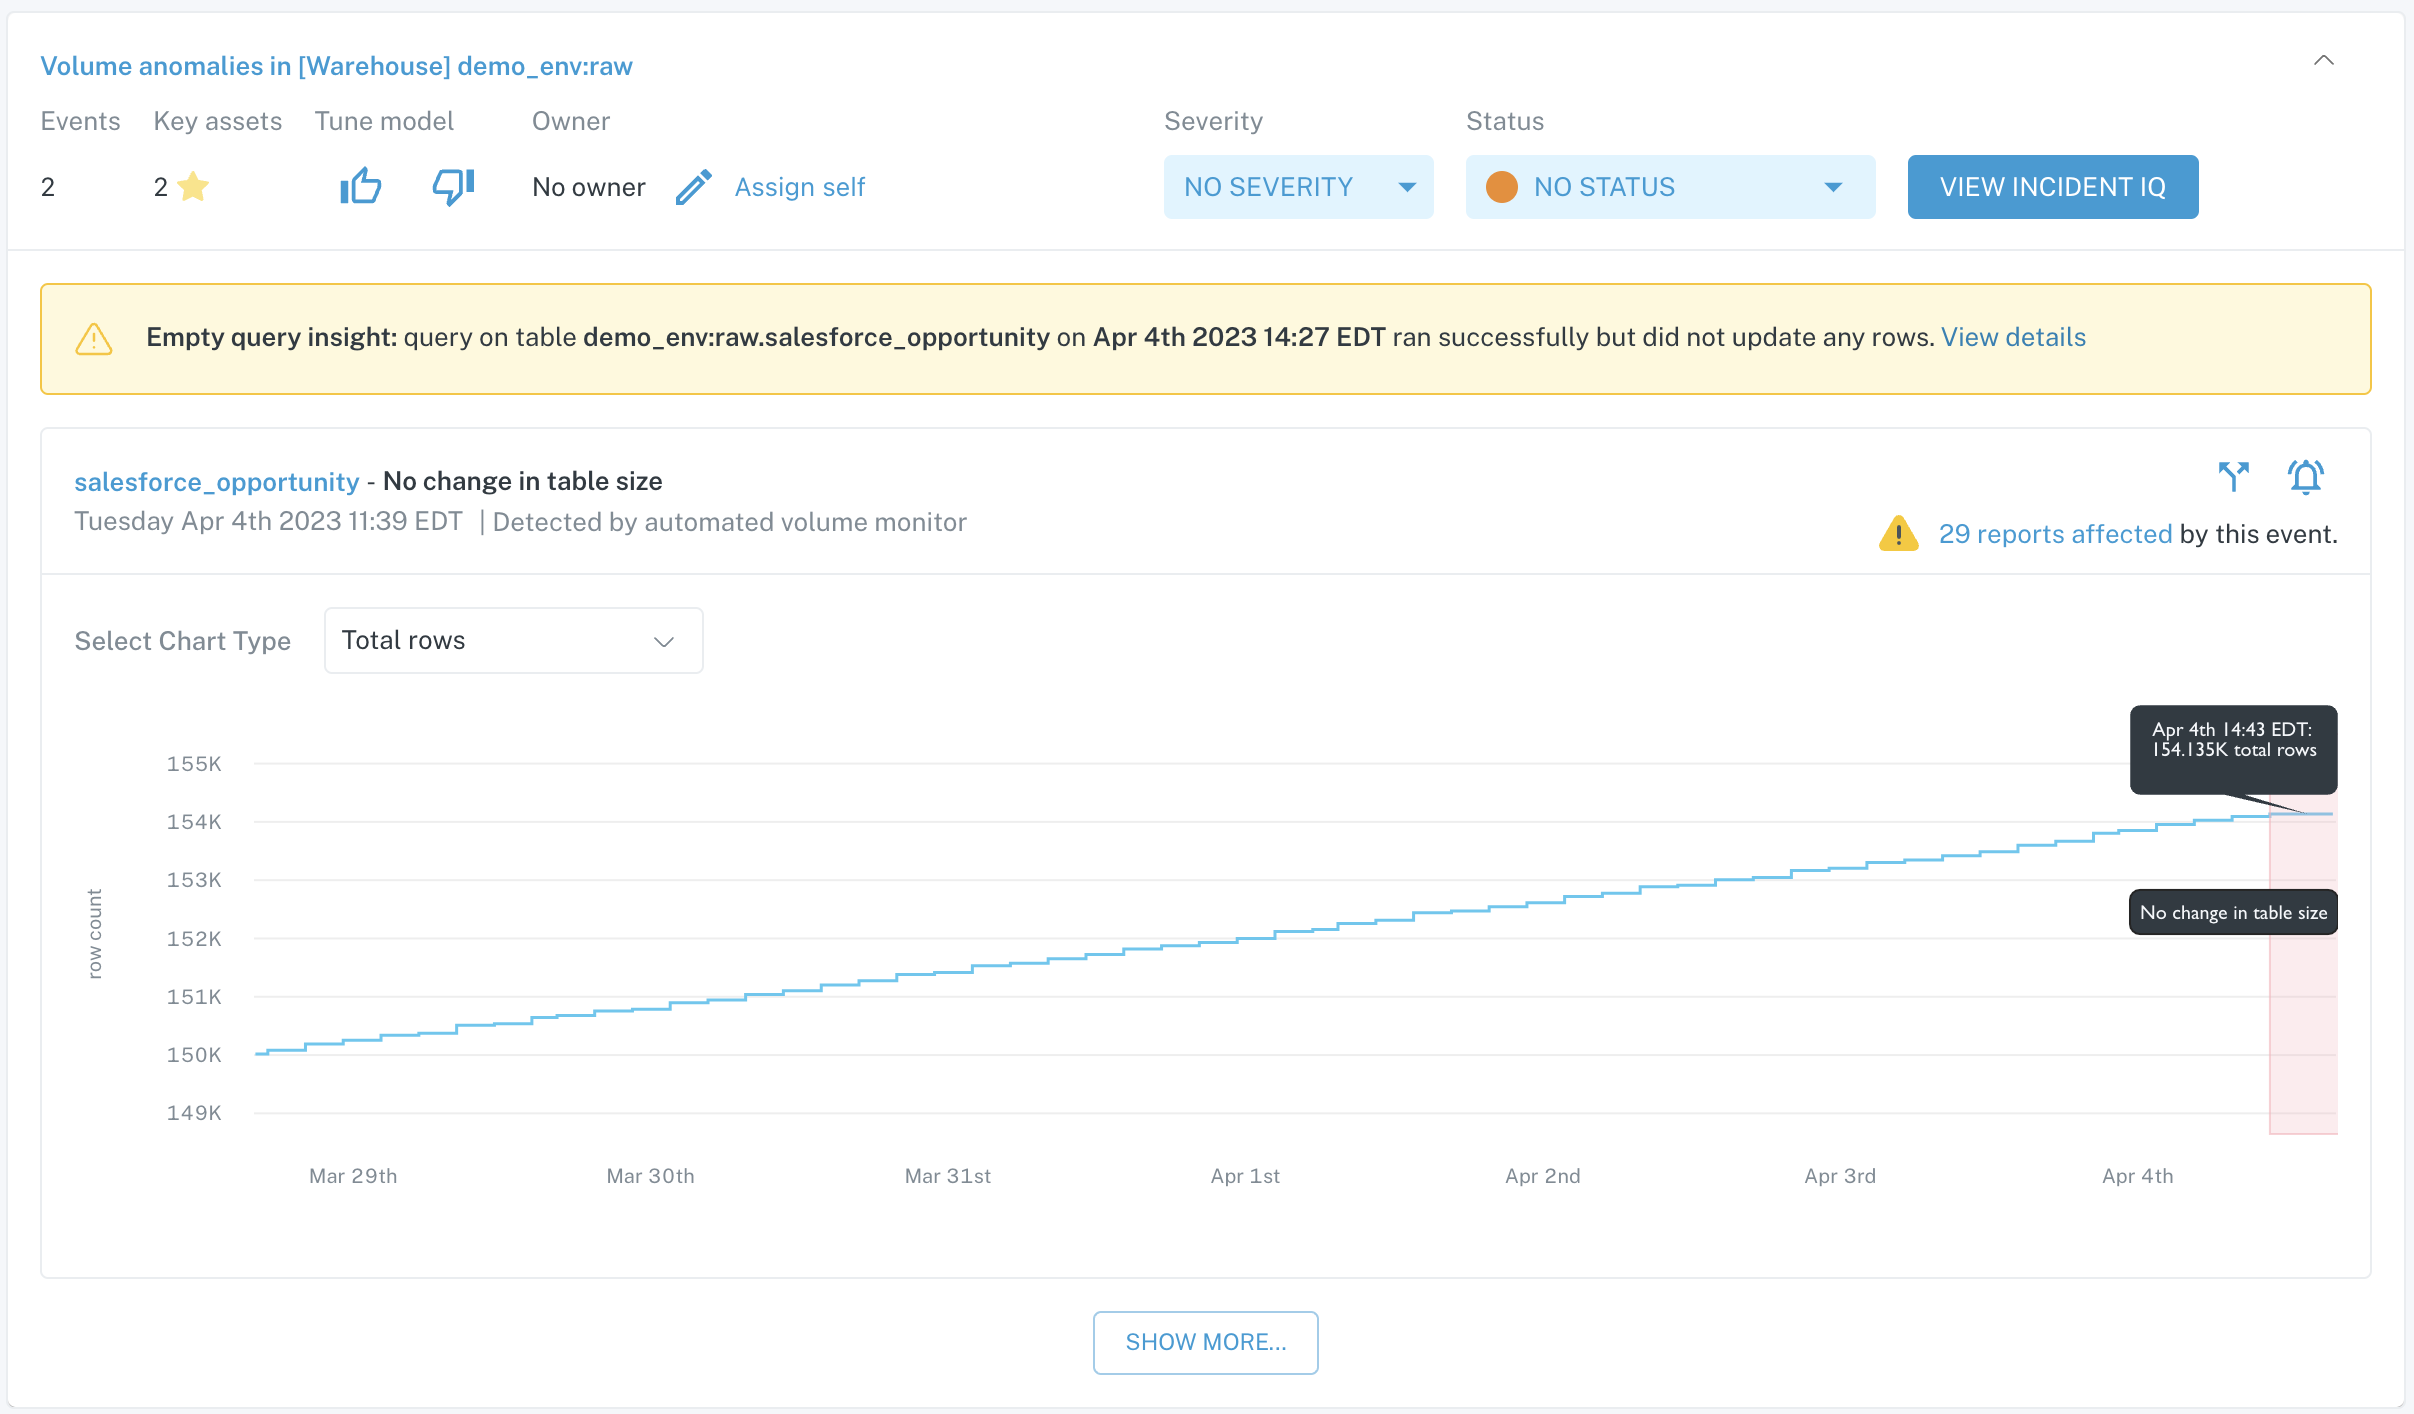 Volume anomalies in [Warehouse] demo_env:raw
Events Key assets Tune model Owner Severity Status
2 2 No owner Assign self NO SEVERITY NO STATUS VIEW INCIDENT IQ
Empty query insight: query on table demo_env:raw.salesforce_opportunity on Apr 4th 2023 14:27 EDT ran successfully but did not update any rows. View details
salesforce_opportunity - No change in table size
Tuesday Apr 4th 2023 11:39 EDT | Detected by automated volume monitor
29 reports affected by this event.
Select Chart Type Total rows
Apr 4th 14:43 EDT:
154.135K total rows
155K
154K
153K
No change in table size
152K
151K
150K
149K
row count
Mar 29th Mar 30th Mar 31st Apr 1st Apr 2nd Apr 3rd Apr 4th
SHOW MORE...